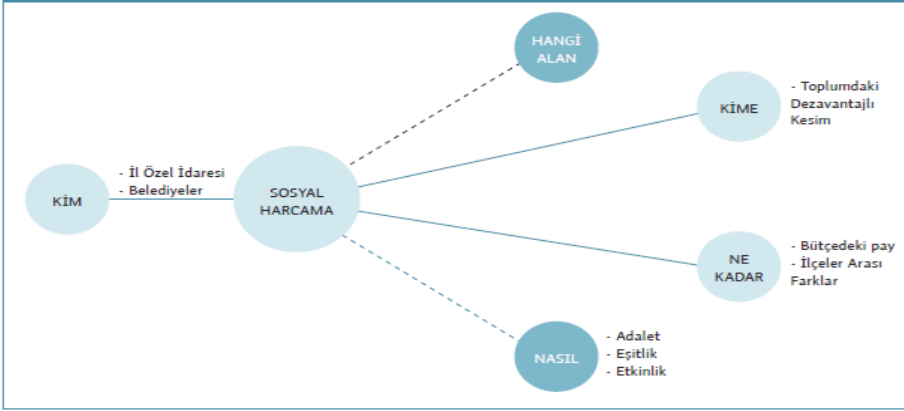 HANGİ
ALAN
KİME
- Toplumdaki
Dezavantajlı
Kesim
KİM
- İl Özel İdaresi
- Belediyeler
SOSYAL
HARCAMA
NE
KADAR
- Bütçedeki pay
- İlçeler Arası
Farklar
NASIL
- Adalet
- Eşitlik
- Etkinlik